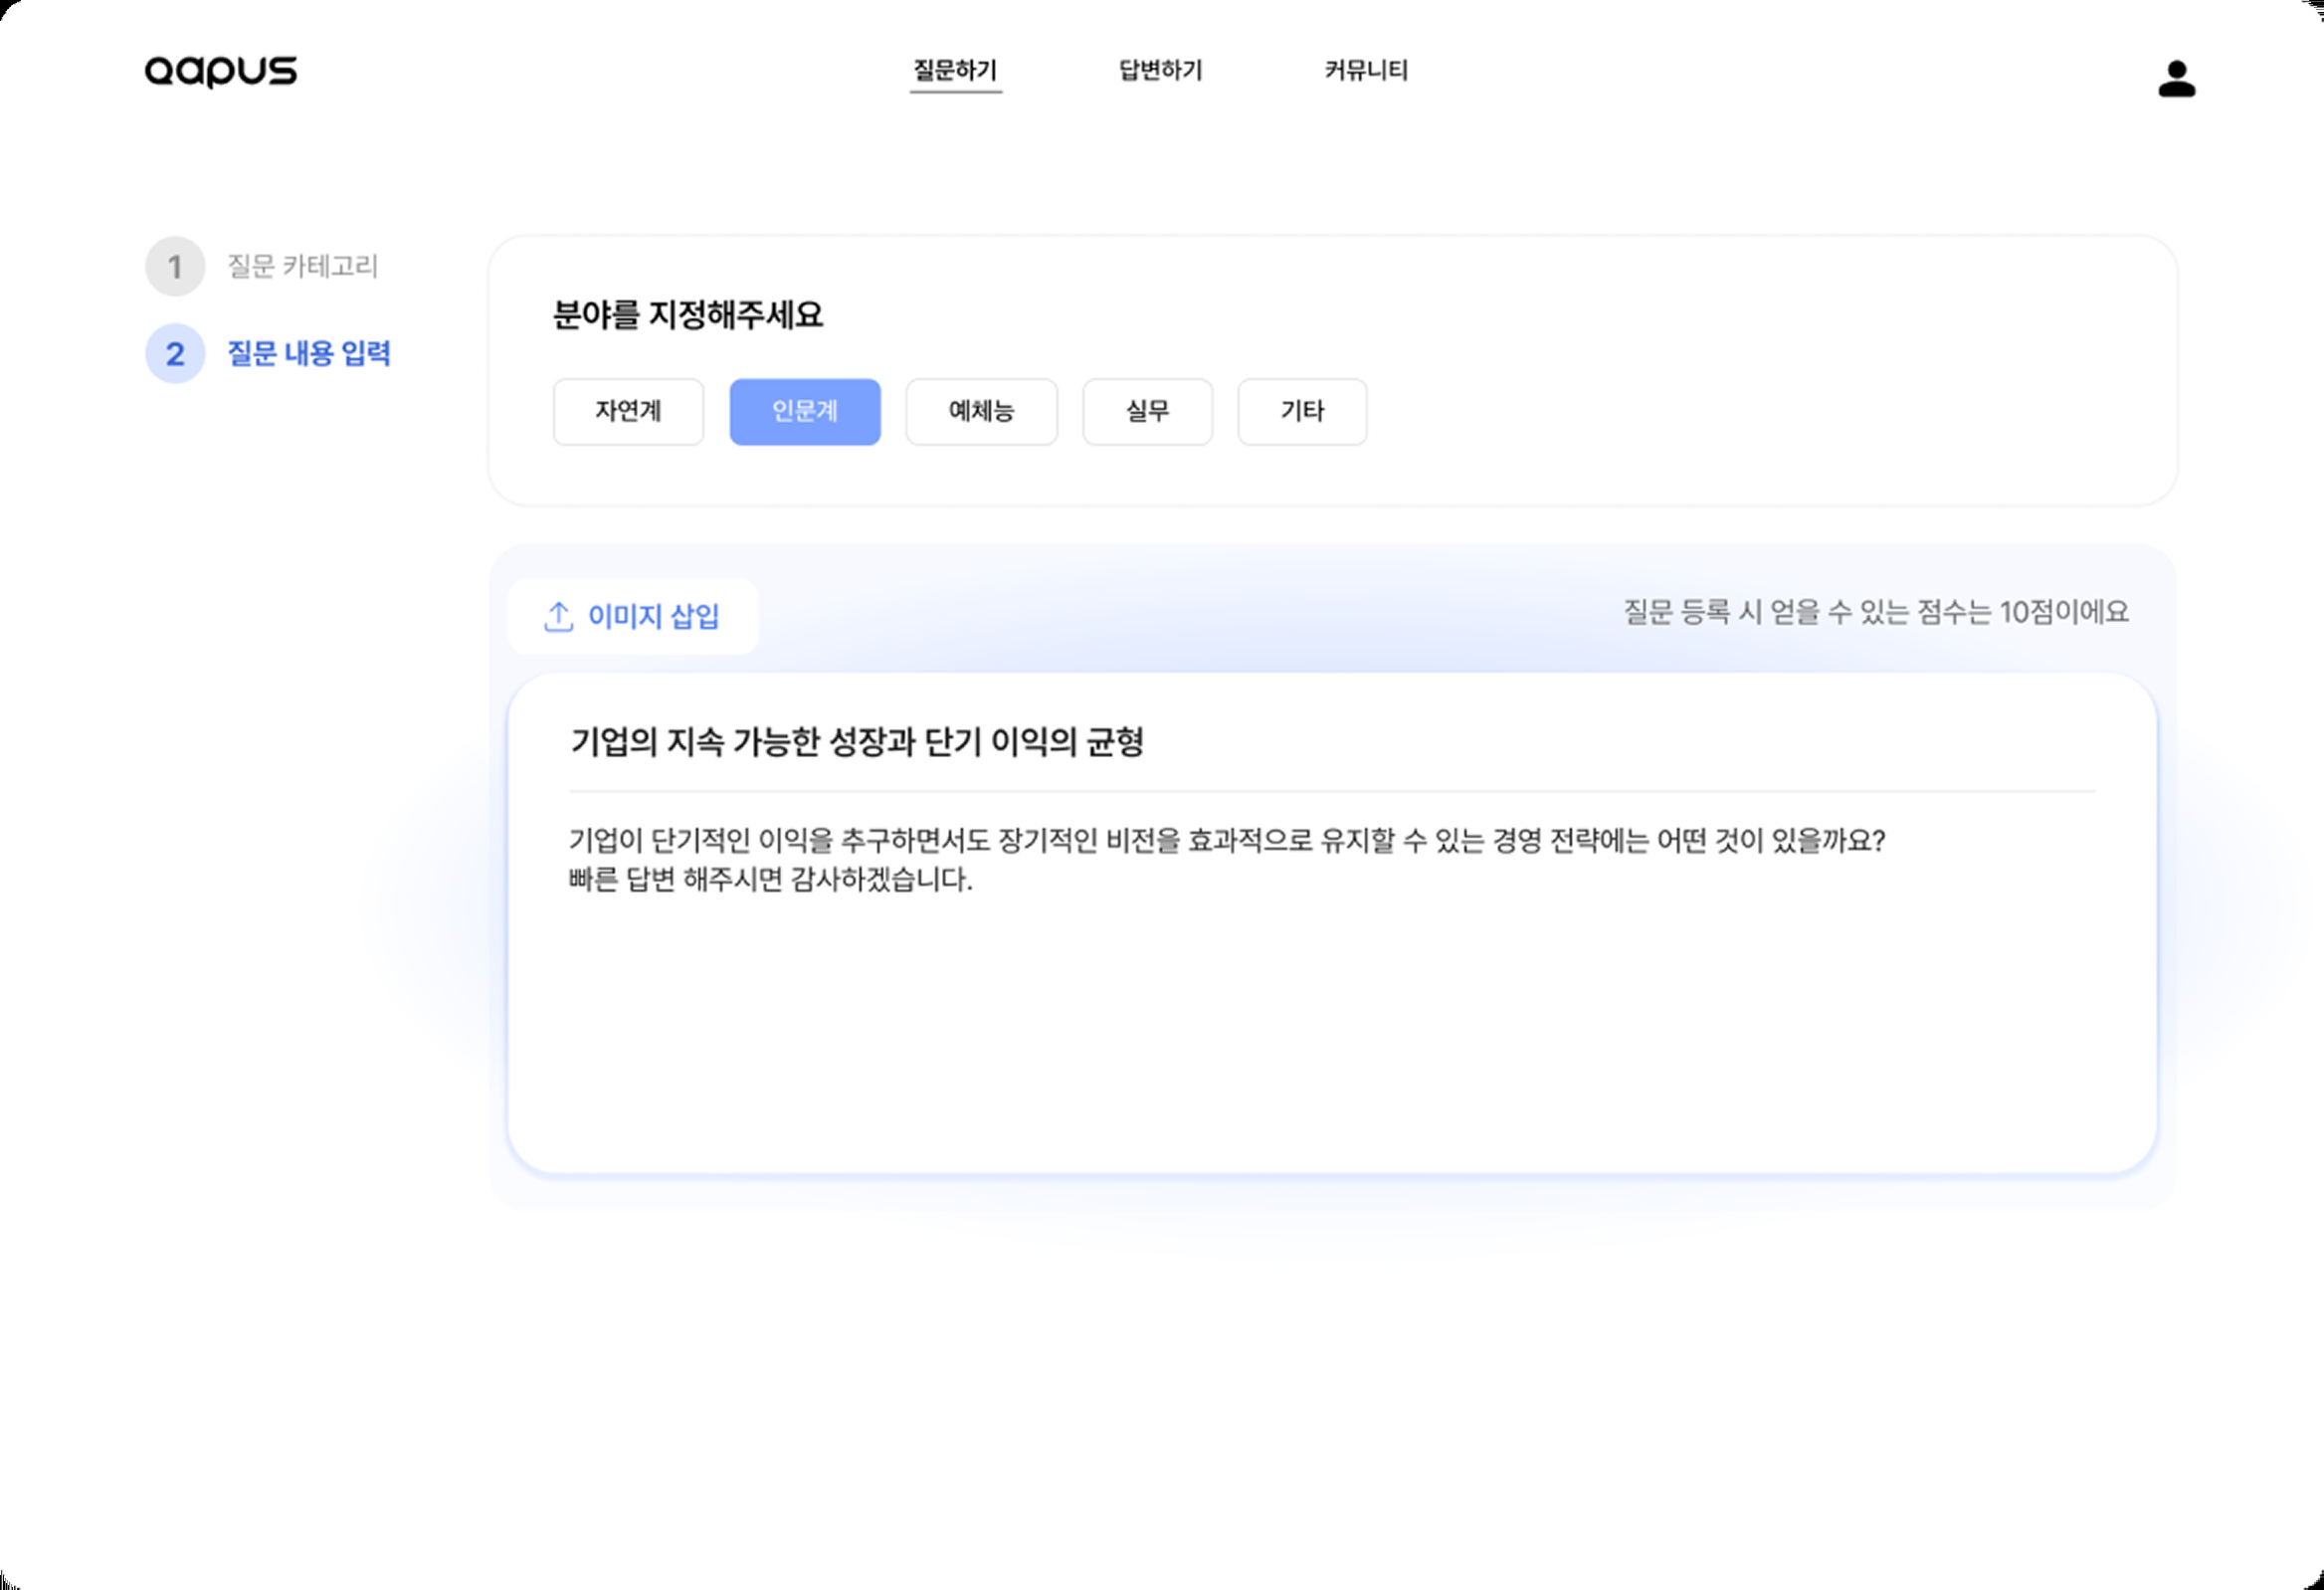 qapus
질문하기
답변하기
커뮤니티
1 질문 카테고리
2 질문 내용 입력
분야를 지정해주세요
자연계
인문계
예체능
실무
기타
이미지 삽입
질문 등록 시 얻을 수 있는 점수는 10점이에요
기업의 지속 가능한 성장과 단기 이익의 균형
기업이 단기적인 이익을 추구하면서도 장기적인 비전을 효과적으로 유지할 수 있는 경영 전략에는 어떤 것이 있을까요?
빠른 답변 해주시면 감사하겠습니다.